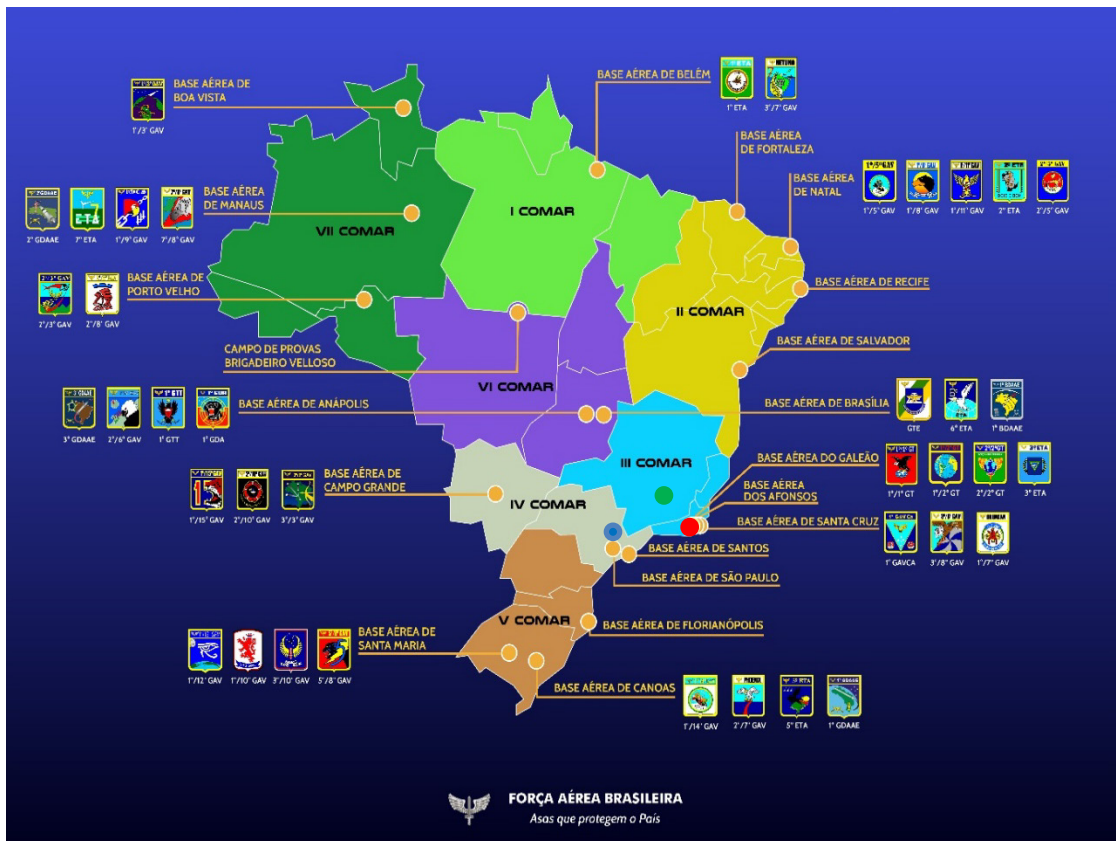 BASE AÉREA DE
BOA VISTA
1°/3° GAV
BASE AÉREA DE BELÉM
1° ETA
3°/7° GAV
BASE AÉREA
DE FORTALEZA
BASE AÉREA
DE NATAL
1°/5° GAV
1°/8° GAV
1°/11° GAV
2° ETA
2°/5° GAV
BASE AÉREA
DE MANAUS
2° GDAAE
7° ETA
1°/9° GAV
7°/8° GAV
I COMAR
VII COMAR
BASE AÉREA DE
PORTO VELHO
2°/3° GAV
2°/8° GAV
BASE AÉREA DE RECIFE
II COMAR
CAMPO DE PROVAS
BRIGADEIRO VELLOSO
BASE AÉREA DE SALVADOR
VI COMAR
BASE AÉREA DE ANÁPOLIS
3° GDAAE
2°/6° GAV
1° GTT
1° GDA
BASE AÉREA DE BRASÍLIA
GTE
6° ETA
1° BDAAE
III COMAR
BASE AÉREA DO GALEÃO
1°/1° GT
1°/2° GT
2°/2° GT
3° ETA
BASE AÉREA
DOS AFONSOS
BASE AÉREA DE
CAMPO GRANDE
1°/15° GAV
2°/10° GAV
3°/3° GAV
IV COMAR
BASE AÉREA DE SANTA CRUZ
1° GAVCA
3°/8° GAV
1°/7° GAV
BASE AÉREA DE SANTOS
BASE AÉREA DE SÃO PAULO
V COMAR
BASE AÉREA DE FLORIANÓPOLIS
BASE AÉREA DE
SANTA MARIA
1°/12° GAV
1°/10° GAV
3°/10° GAV
5°/8° GAV
BASE AÉREA DE CANOAS
1°/14° GAV
2°/7° GAV
5° ETA
1° GDAAE
FORÇA AÉREA BRASILEIRA
Asas que protegem o País